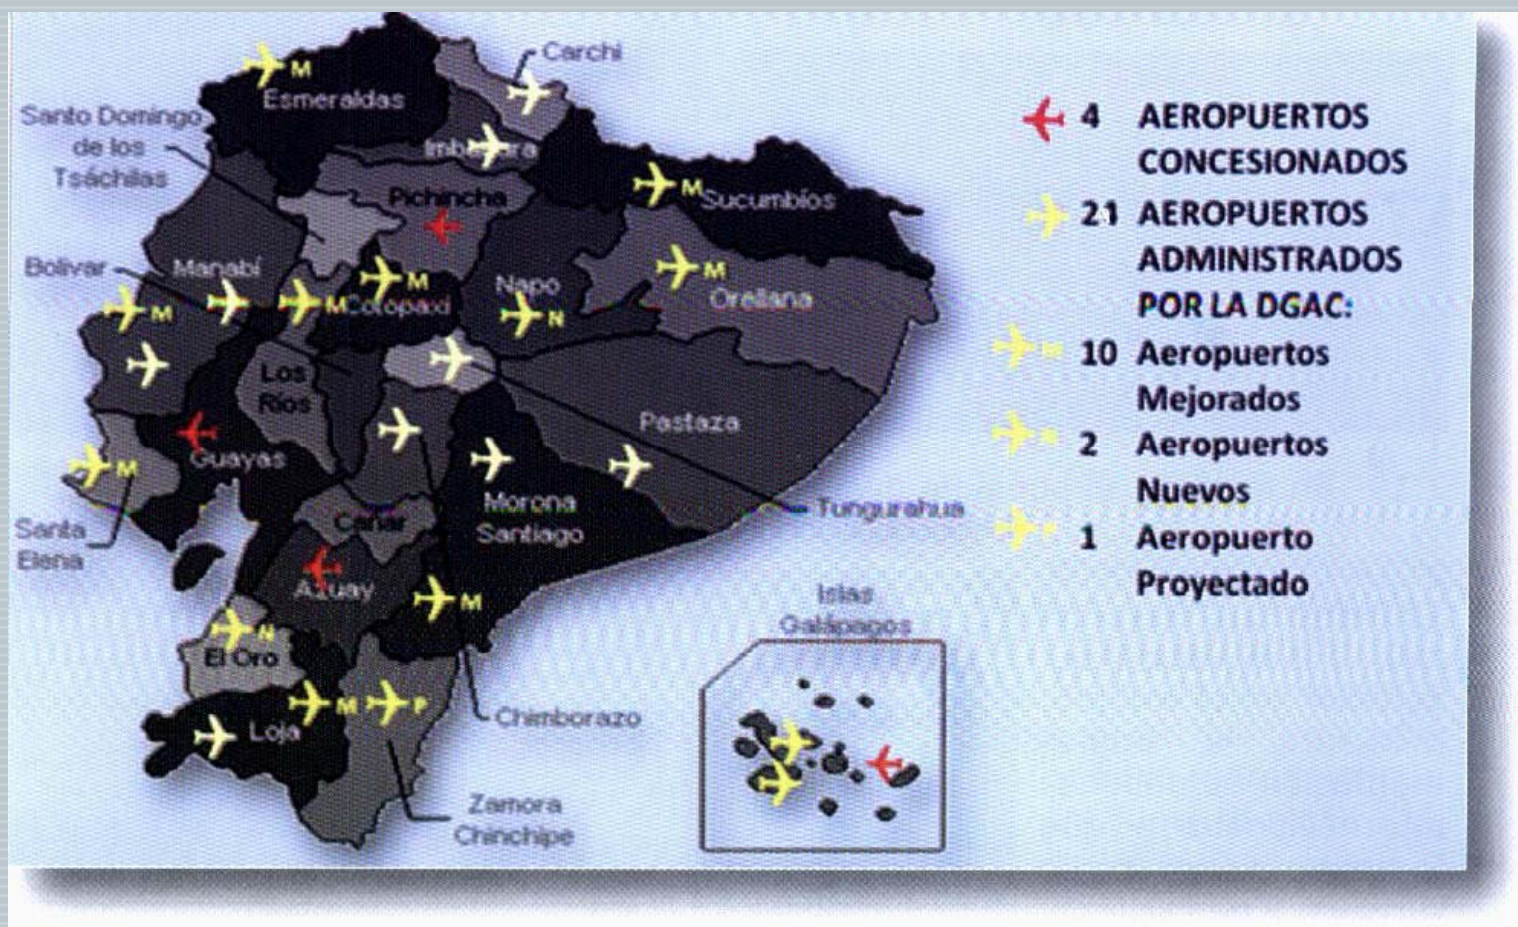 Carchi
M
Esmeraldas
Santo Domingo
de los
Tsáchilas
Imbabura
Pichincha
M
Sucumbíos
Bolivar
Manabí
M
M
M
Cotopaxi
Napo
N
M
Orellana
Los
Ríos
Pastaza
Guayas
M
Morona
Santiago
Tungurahua
Santa
Elena
Cañar
Azuay
M
N
El Oro
M
P
Loja
Chimborazo
Zamora
Chinchipe
Islas
Galápagos
4 AEROPUERTOS
CONCESIONADOS
21 AEROPUERTOS
ADMINISTRADOS
POR LA DGAC:
M 10 Aeropuertos
Mejorados
N 2 Aeropuertos
Nuevos
P 1 Aeropuerto
Proyectado